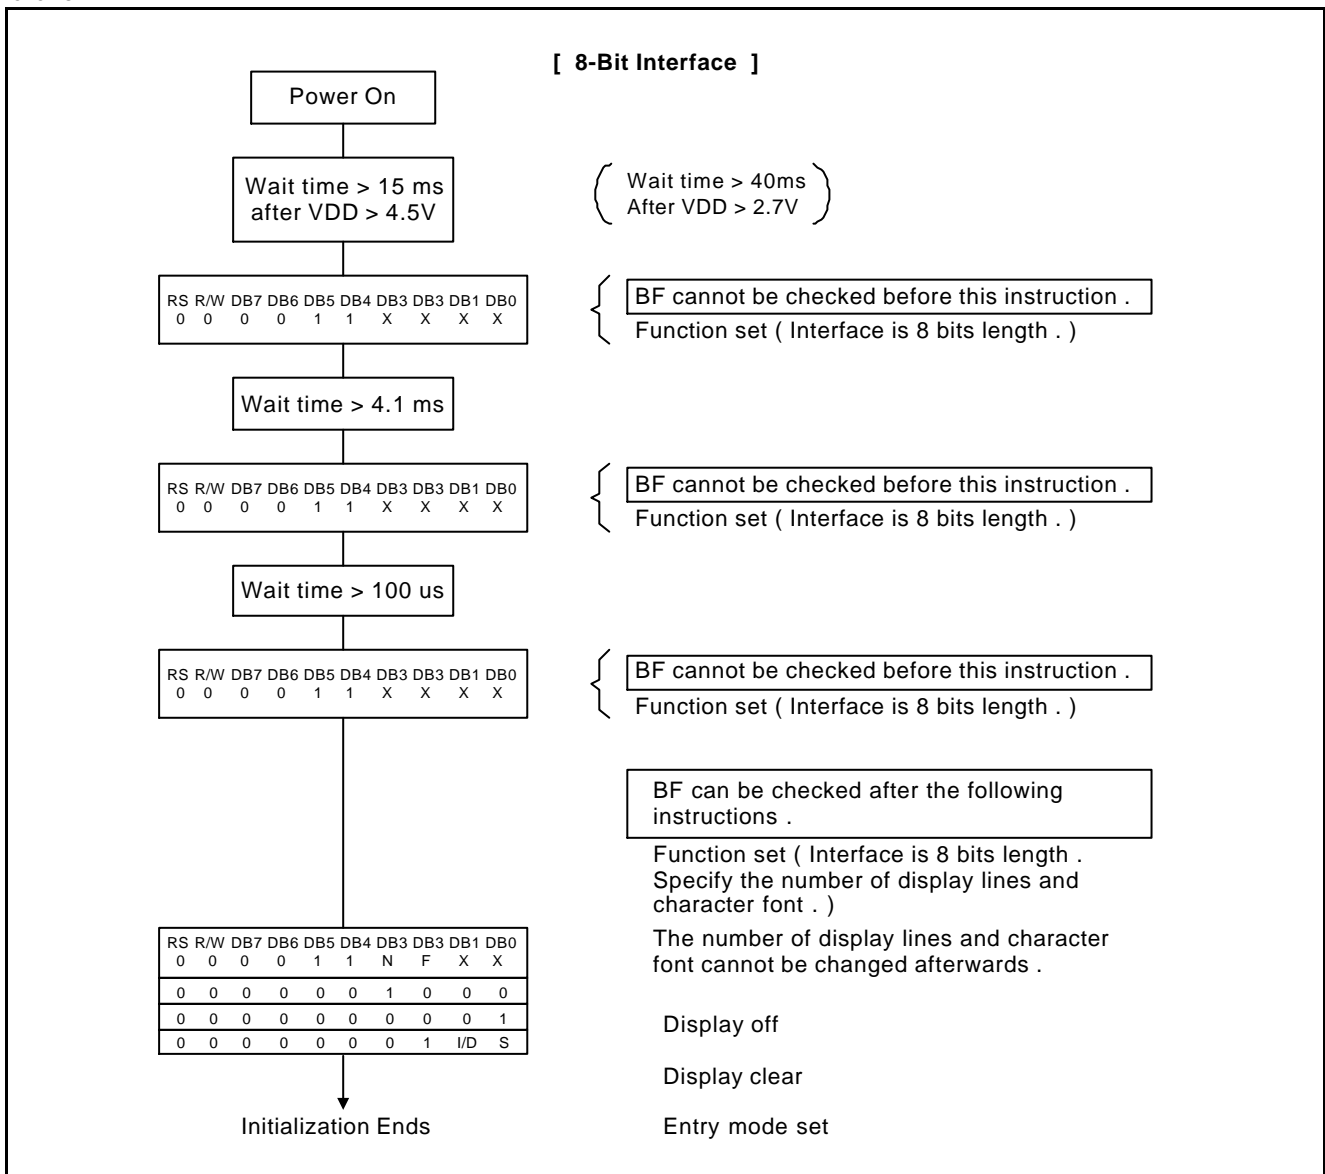 [ 8-Bit Interface ]
Power On
Wait time > 15 ms
after VDD > 4.5V
Wait time > 40ms
After VDD > 2.7V
RS R/W DB7 DB6 DB5 DB4 DB3 DB3 DB1 DB0
0 0 0 0 1 1 X X X X
BF cannot be checked before this instruction .
Function set ( Interface is 8 bits length . )
Wait time > 4.1 ms
RS R/W DB7 DB6 DB5 DB4 DB3 DB3 DB1 DB0
0 0 0 0 1 1 X X X X
BF cannot be checked before this instruction .
Function set ( Interface is 8 bits length . )
Wait time > 100 us
RS R/W DB7 DB6 DB5 DB4 DB3 DB3 DB1 DB0
0 0 0 0 1 1 X X X X
BF cannot be checked before this instruction .
Function set ( Interface is 8 bits length . )
BF can be checked after the following
instructions .
Function set ( Interface is 8 bits length .
Specify the number of display lines and
character font . )
The number of display lines and character
font cannot be changed afterwards .
RS R/W DB7 DB6 DB5 DB4 DB3 DB3 DB1 DB0
0 0 0 0 1 1 N F X X
0 0 0 0 0 0 1 0 0 0
0 0 0 0 0 0 0 0 0 1
0 0 0 0 0 0 0 1 I/D S
Display off
Display clear
Entry mode set
Initialization Ends